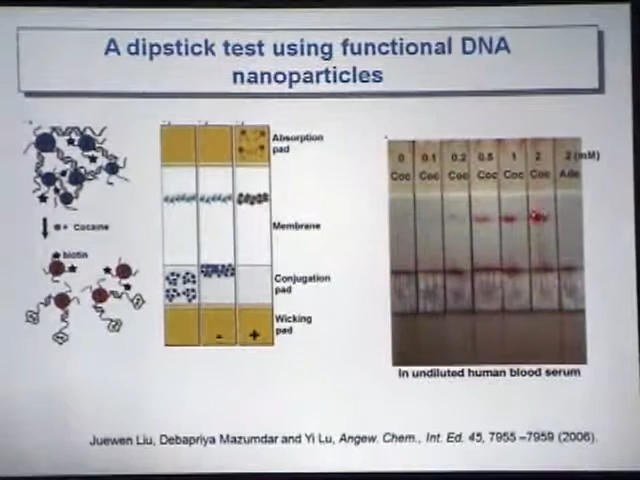 A dipstick test using functional DNA
nanoparticles
+ Cocaine
biotin
Absorption
pad
Membrane
Conjugation
pad
Wicking
pad
-
+
0 0.1 0.2 0.5 1 2 2 (mM)
Coc Coc Coc Coc Coc Coc Ade
In undiluted human blood serum
Juewen Liu, Debapriya Mazumdar and Yi Lu, Angew. Chem., Int. Ed. 45, 7955 –7959 (2006).